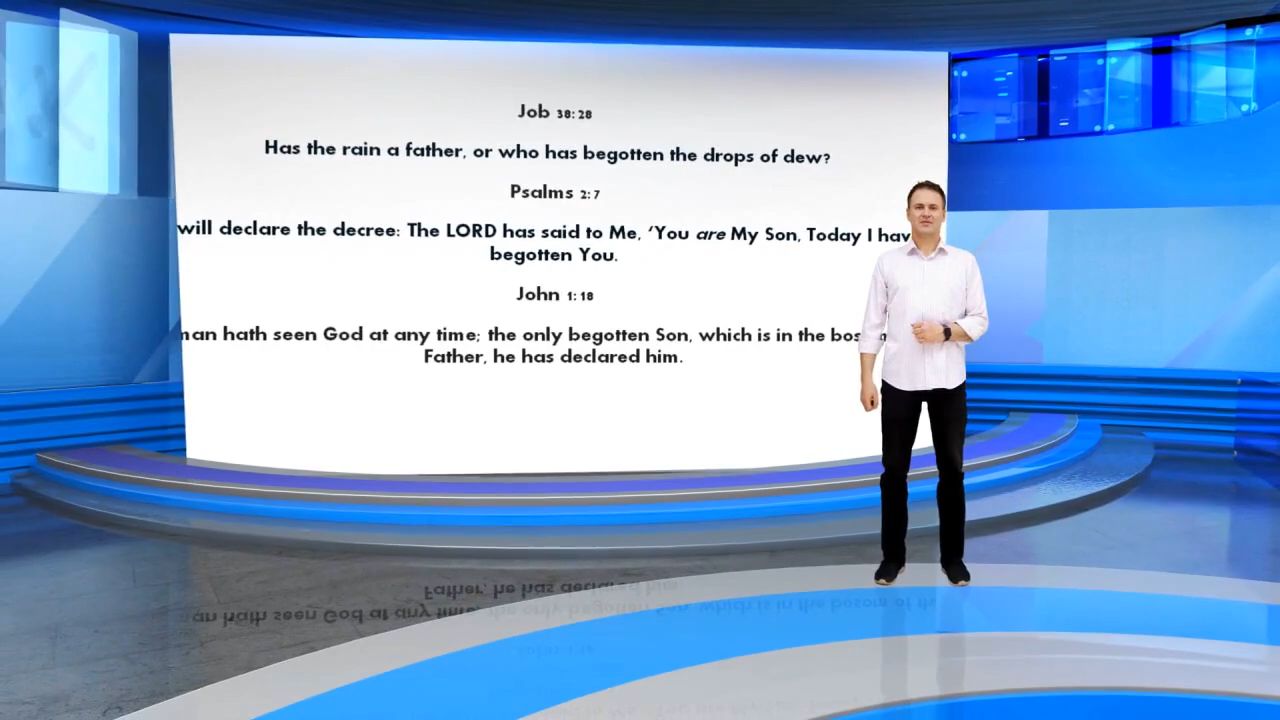 Job 38:28
Has the rain a father, or who has begotten the drops of dew?
Psalms 2:7
will declare the decree: The LORD has said to Me, ‘You are My Son, Today I hav
begotten You.
John 1:18
man hath seen God at any time; the only begotten Son, which is in the bos
Father, he has declared him.